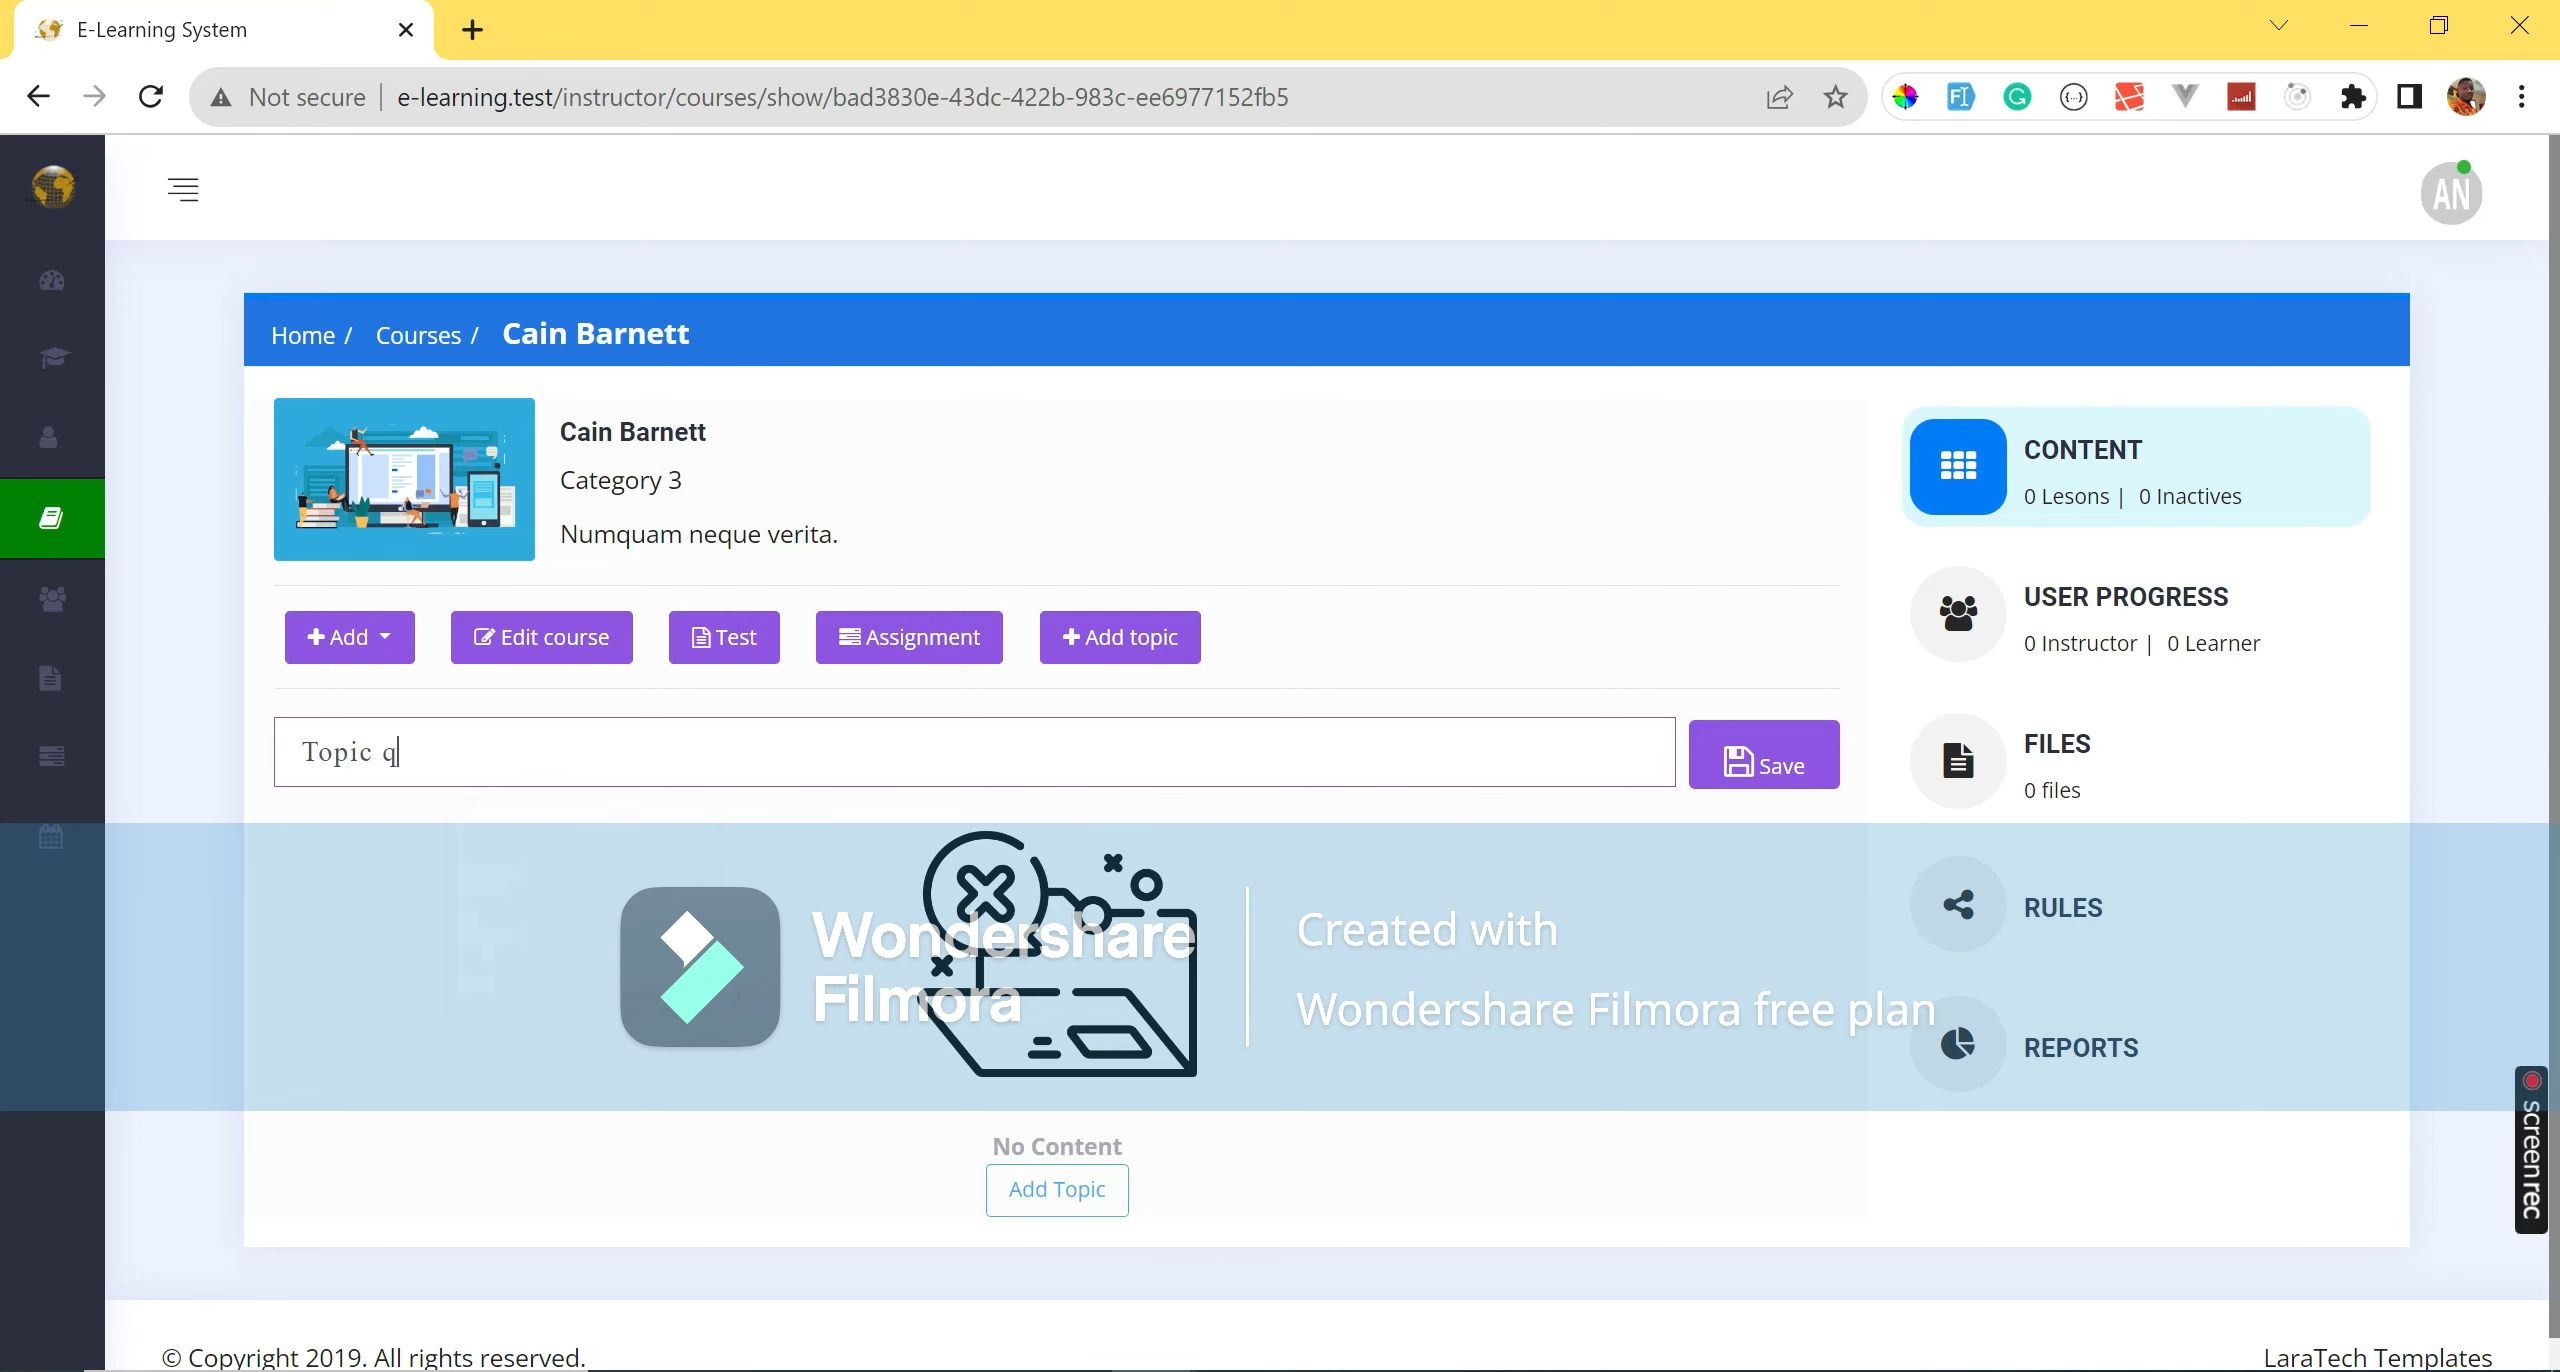 E-Learning System
Not secure
e-learning.test/instructor/courses/show/bad3830e-43dc-422b-983c-ee6977152fb5
AN
Home / Courses / Cain Barnett
Cain Barnett
Category 3
Numquam neque verita.
Add
Edit course
Test
Assignment
Add topic
Topic q
Save
CONTENT
0 Lesons | 0 Inactives
USER PROGRESS
0 Instructor | 0 Learner
FILES
0 files
RULES
REPORTS
Wondershare
Filmora
Created with
Wondershare Filmora free plan
No Content
Add Topic
screenrec
© Copyright 2019. All rights reserved.
LaraTech Templates